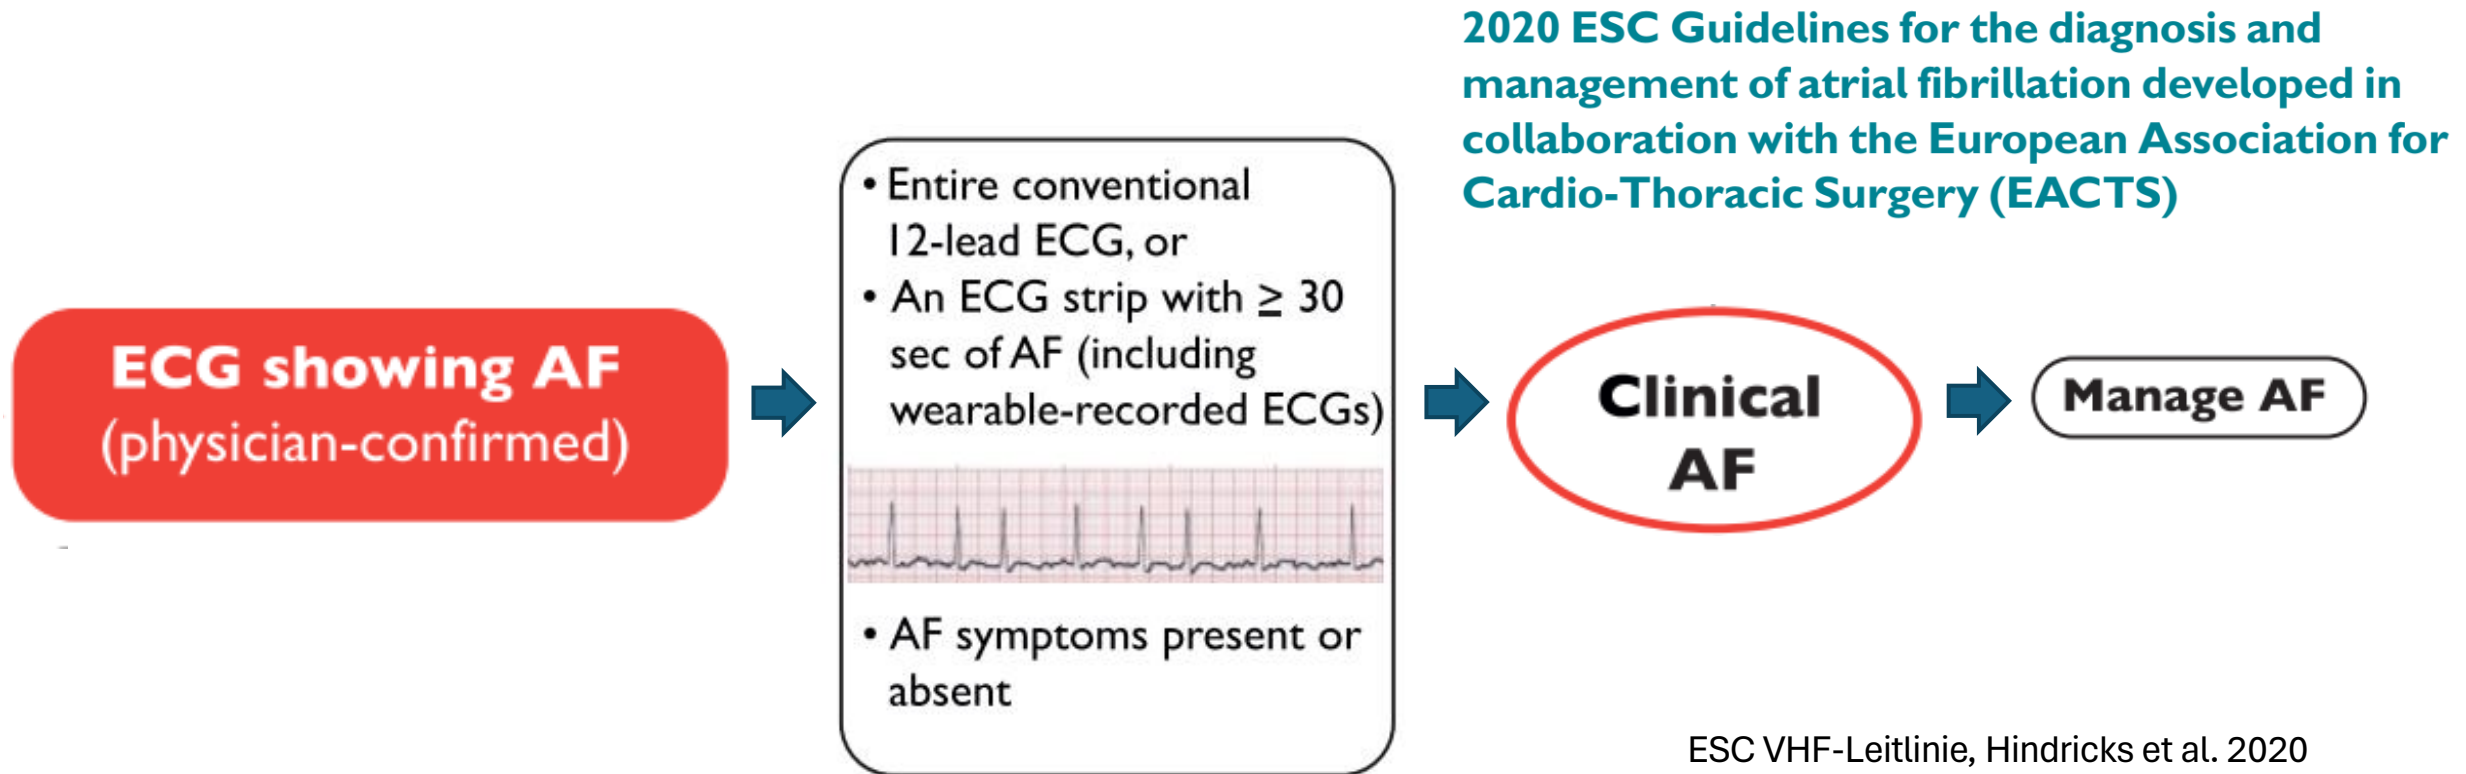 2020 ESC Guidelines for the diagnosis and
management of atrial fibrillation developed in
collaboration with the European Association for
Cardio-Thoracic Surgery (EACTS)
ECG showing AF
(physician-confirmed)
• Entire conventional
12-lead ECG, or
• An ECG strip with ≥ 30
sec of AF (including
wearable-recorded ECGs)
• AF symptoms present or
absent
Clinical
AF
Manage AF
ESC VHF-Leitlinie, Hindricks et al. 2020